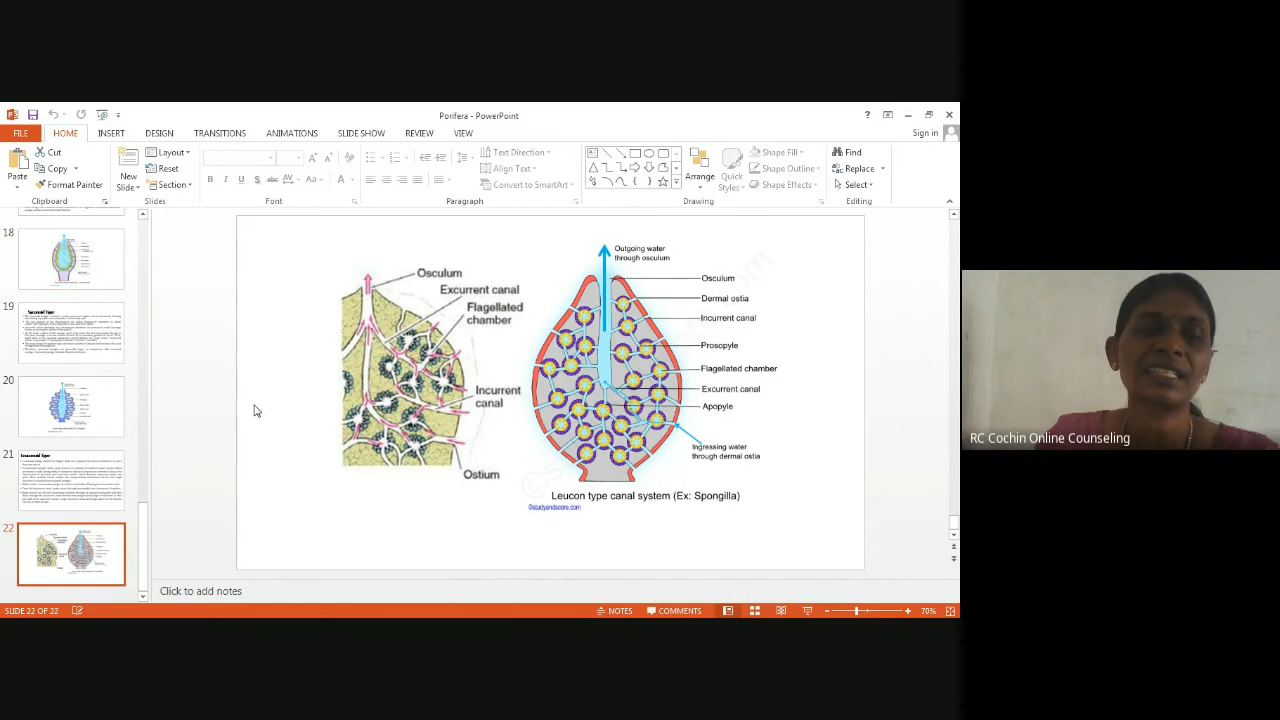 Porifera - PowerPoint
?
FILE
HOME
INSERT
DESIGN
TRANSITIONS
ANIMATIONS
SLIDE SHOW
REVIEW
VIEW
Sign in
Paste
Cut
Copy
Format Painter
Clipboard
New
Slide
Layout
Reset
Section
Slides
B I U S abc AV Aa A
Font
Text Direction
Align Text
Convert to SmartArt
Paragraph
Arrange
Quick
Styles
Shape Fill
Shape Outline
Shape Effects
Drawing
Find
Replace
Select
Editing
18
19
20
21
22
Osculum
Excurrent canal
Flagellated
chamber
Incurrent
canal
Ostium
Outgoing water
through osculum
Osculum
Dermal ostia
Incurrent canal
Prosopyle
Flagellated chamber
Excurrent canal
Apopyle
Ingressing water
through dermal ostia
Leucon type canal system (Ex: Spongilla)
©studyandscore.com
Click to add notes
SLIDE 22 OF 22
NOTES
COMMENTS
70%
RC Cochin Online Counseling